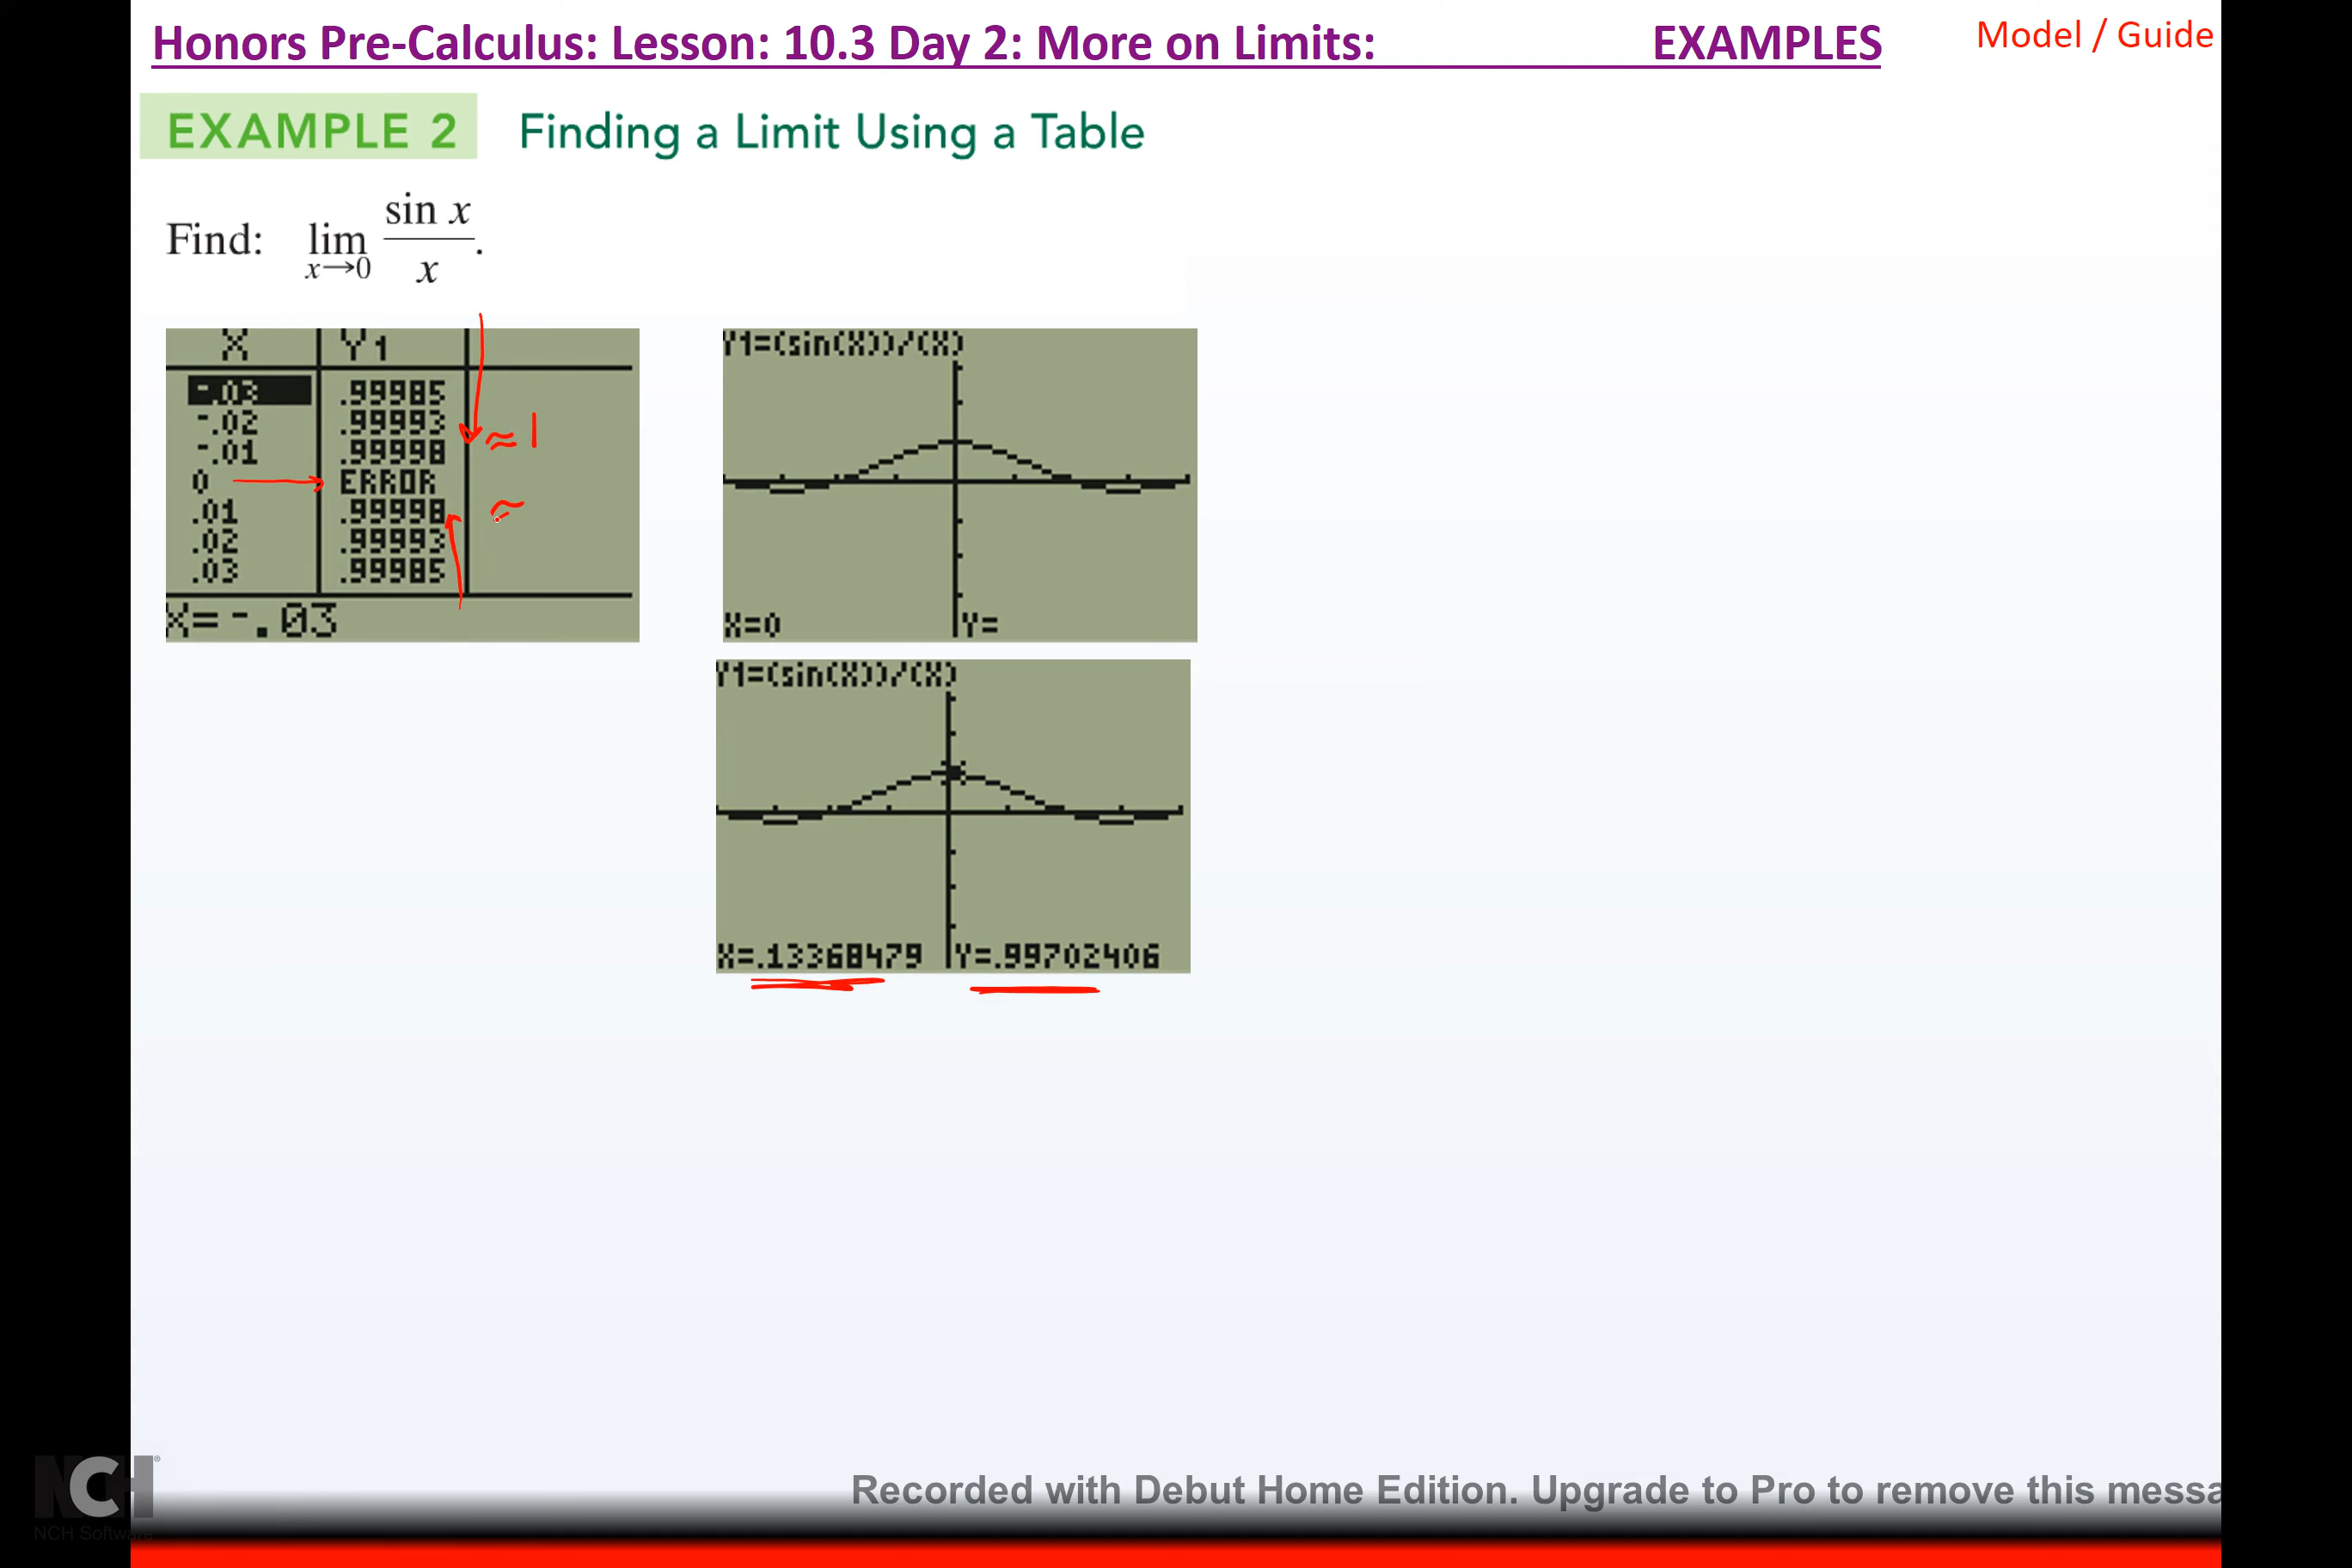 Honors Pre-Calculus: Lesson: 10.3 Day 2: More on Limits: EXAMPLES
Model / Guide
EXAMPLE 2 Finding a Limit Using a Table
Find: lim x→0 sin x / x .
X Y1
-.03 .99985
-.02 .99993
-.01 .99998
0 → ERROR
.01 .99998
.02 .99993
.03 .99985
X=-.03
≈1
≈
Y1=(sin(X))/(X)
X=0 Y=
Y1=(sin(X))/(X)
X=.13368479 Y=.99702406
NCH®
NCH Software
Recorded with Debut Home Edition. Upgrade to Pro to remove this messa